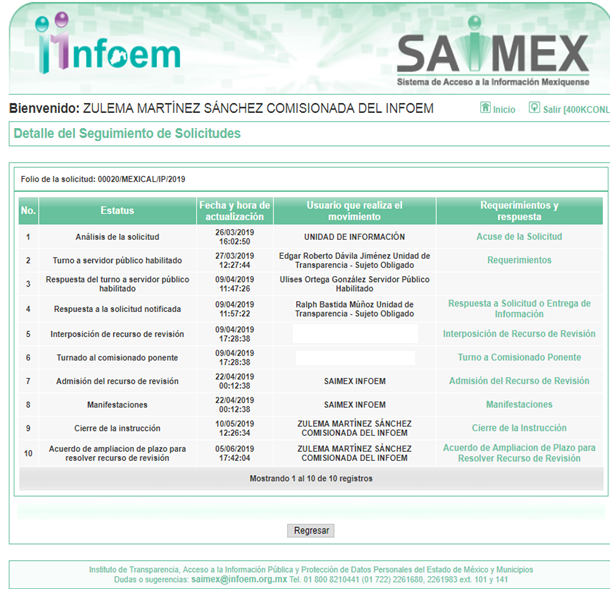 infoem
SAIMEX
Sistema de Acceso a la Información Mexiquense
Bienvenido: ZULEMA MARTÍNEZ SÁNCHEZ COMISIONADA DEL INFOEM
Inicio Salir [400KCONL
Detalle del Seguimiento de Solicitudes
Folio de la solicitud: 00020/MEXICAL/IP/2019
No. Estatus Fecha y hora de actualización Usuario que realiza el movimiento Requerimientos y respuesta
1 Análisis de la solicitud 26/03/2019 16:02:50 UNIDAD DE INFORMACIÓN Acuse de la Solicitud
2 Turno a servidor público habilitado 27/03/2019 12:27:44 Edgar Roberto Dávila Jiménez Unidad de Transparencia - Sujeto Obligado Requerimientos
3 Respuesta del turno a servidor público habilitado 09/04/2019 11:47:26 Ulises Ortega González Servidor Público Habilitado
4 Respuesta a la solicitud notificada 09/04/2019 11:57:22 Ralph Bastida Múñoz Unidad de Transparencia - Sujeto Obligado Respuesta a Solicitud o Entrega de Información
5 Interposición de recurso de revisión 09/04/2019 17:28:38 Interposición de Recurso de Revisión
6 Turnado al comisionado ponente 09/04/2019 17:28:38 Turno a Comisionado Ponente
7 Admisión del recurso de revisión 22/04/2019 00:12:38 SAIMEX INFOEM Admisión del Recurso de Revisión
8 Manifestaciones 22/04/2019 00:12:38 SAIMEX INFOEM Manifestaciones
9 Cierre de la instrucción 10/05/2019 12:26:34 ZULEMA MARTÍNEZ SÁNCHEZ COMISIONADA DEL INFOEM Cierre de la Instrucción
10 Acuerdo de ampliacion de plazo para resolver recurso de revisión 05/06/2019 17:42:04 ZULEMA MARTÍNEZ SÁNCHEZ COMISIONADA DEL INFOEM Acuerdo de Ampliacion de Plazo para Resolver Recurso de Revisión
Mostrando 1 al 10 de 10 registros
Regresar
Instituto de Transparencia, Acceso a la Información Pública y Protección de Datos Personales del Estado de México y Municipios
Dudas o sugerencias: saimex@infoem.org.mx Tel. 01 800 8210441 (01 722) 2261680, 2261983 ext. 101 y 141